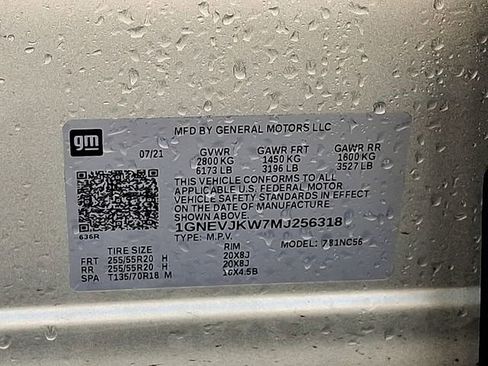 gm
MFD BY GENERAL MOTORS LLC
07/21 GVWR GAWR FRT GAWR RR
2800 KG 1450 KG 1600 KG
6173 LB 3196 LB 3527 LB
THIS VEHICLE CONFORMS TO ALL
APPLICABLE U.S. FEDERAL MOTOR
VEHICLE SAFETY STANDARDS IN EFFECT
ON THE DATE OF MANUFACTURE
SHOWN ABOVE.
1GNEVJKW7MJ256318
636R TYPE: M.P.V. MODEL: 781NC56
TIRE SIZE RIM
FRT 255/55R20 H 20X8J
RR 255/55R20 H 20X8J
SPA T135/70R18 M 18X4.5B